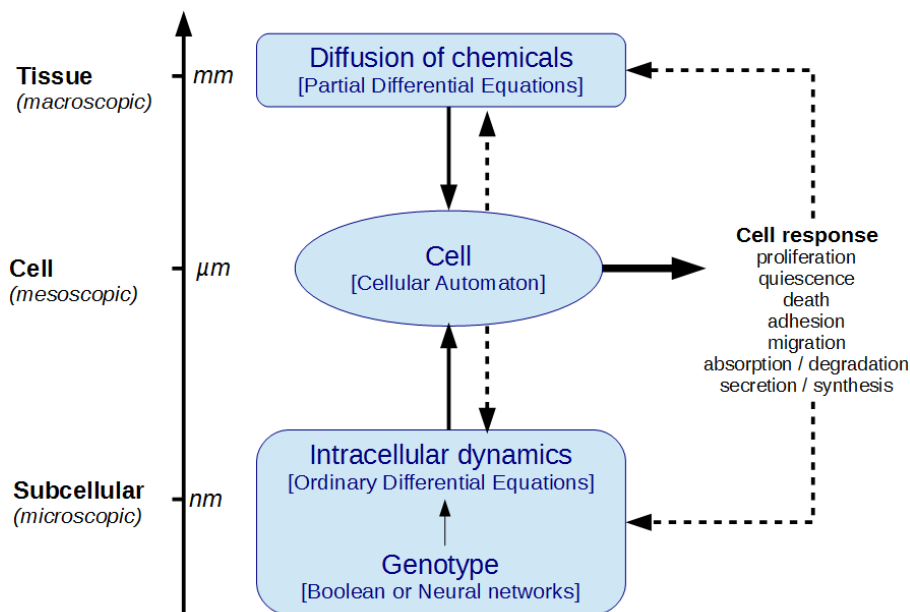 Diffusion of chemicals
[Partial Differential Equations]
Tissue
(macroscopic)
mm
Cell
[Cellular Automaton]
Cell
(mesoscopic)
µm
Cell response
proliferation
quiescence
death
adhesion
migration
absorption / degradation
secretion / synthesis
Intracellular dynamics
[Ordinary Differential Equations]
Subcellular
(microscopic)
nm
Genotype
[Boolean or Neural networks]